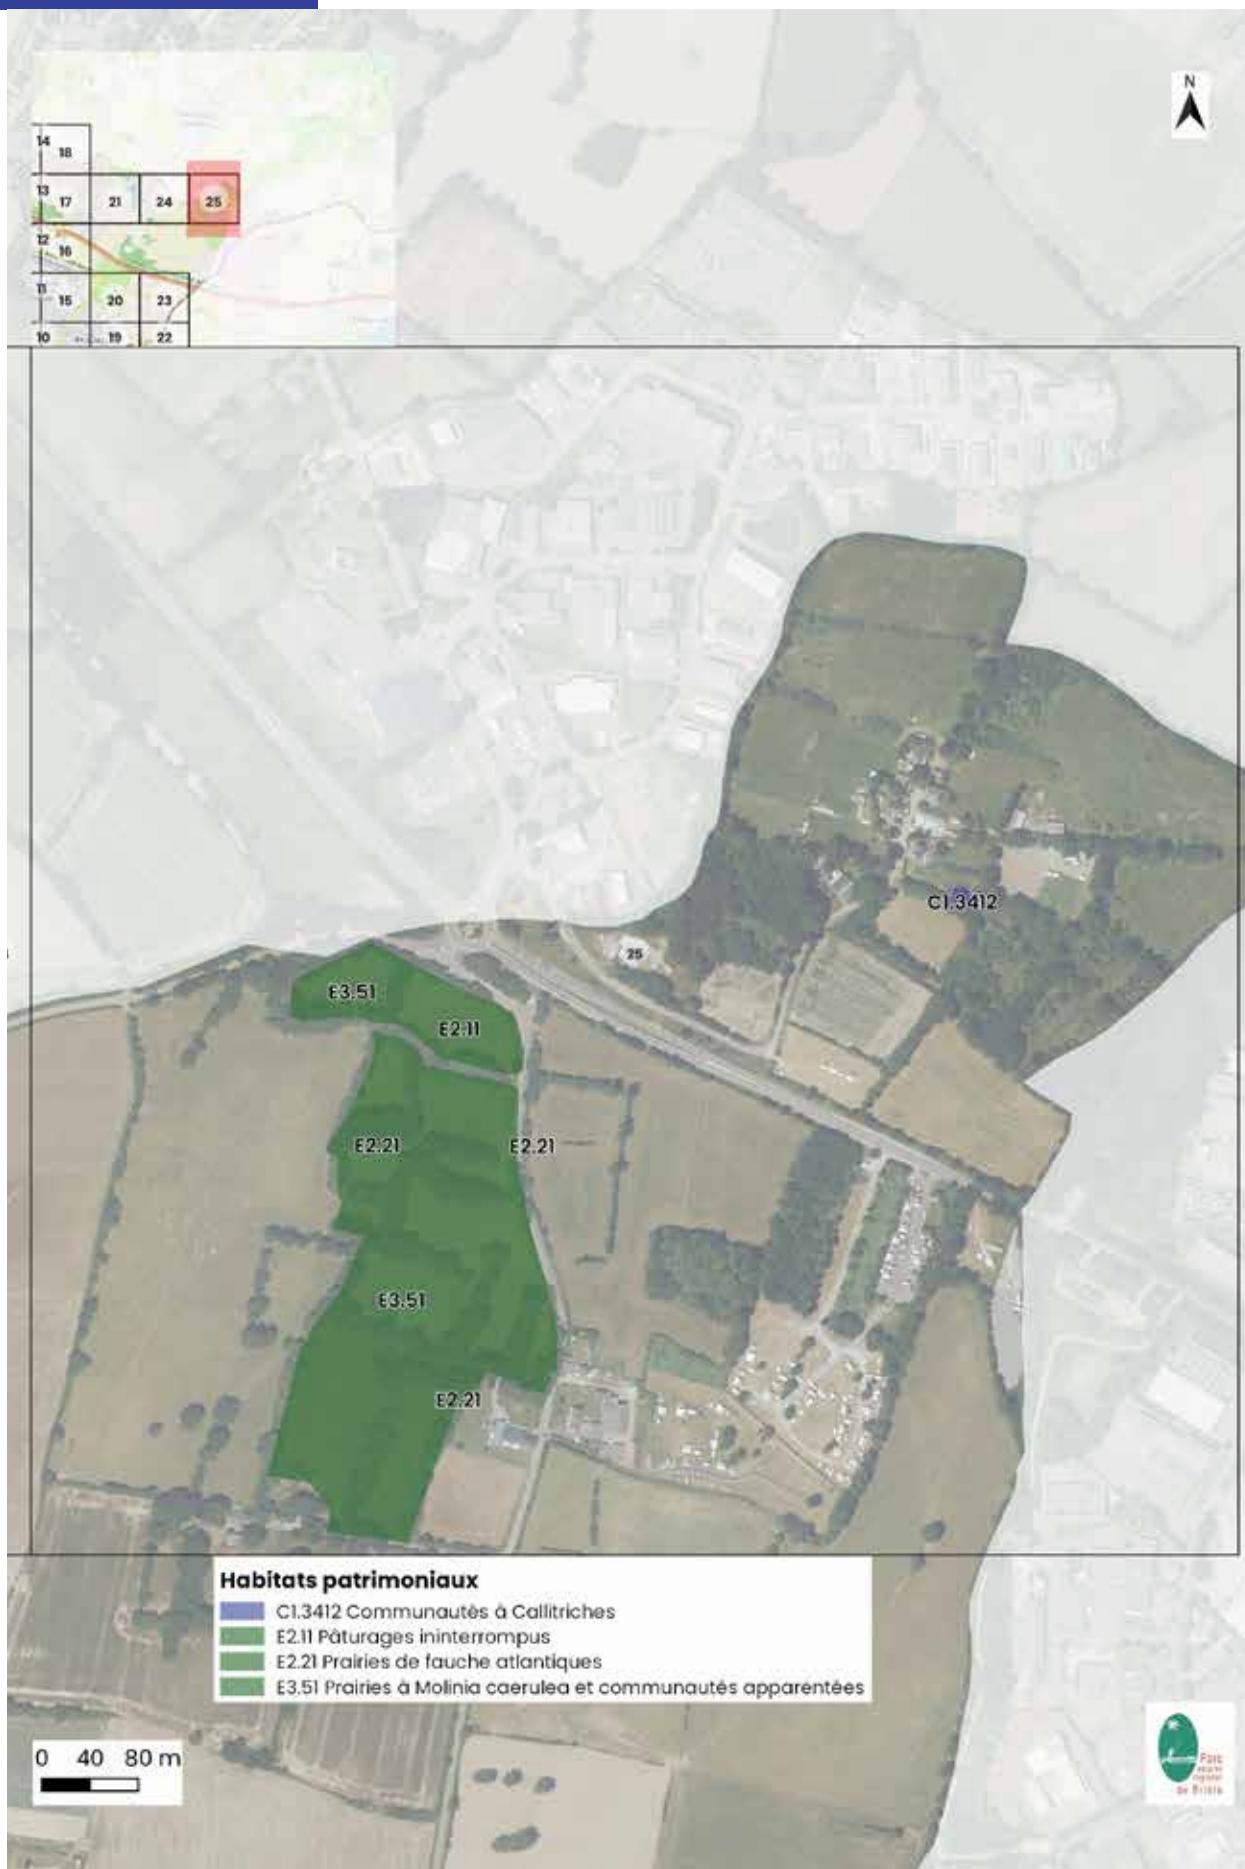 N
14
18
13
17
21
24
25
12
16
11
15
20
23
10
19
22
C1.3412
25
E3.51
E2.11
E2.21
E2.21
E3.51
E2.21
Habitats patrimoniaux
C1.3412 Communautés à Callitriches
E2.11 Pâturages ininterrompus
E2.21 Prairies de fauche atlantiques
E3.51 Prairies à Molinia caerulea et communautés apparentées
0 40 80 m
Parc
naturel
régional
de Brière